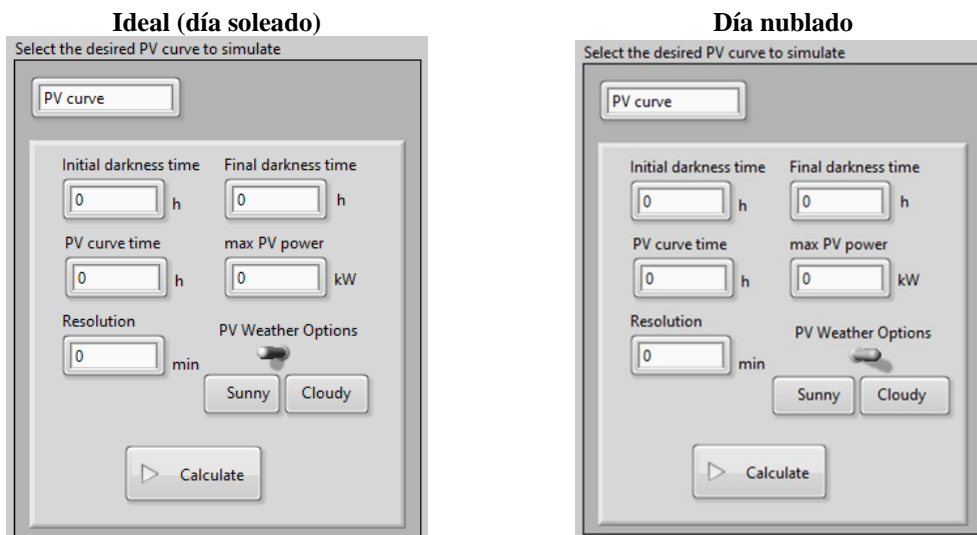 Ideal (día soleado)
Select the desired PV curve to simulate
PV curve
Initial darkness time Final darkness time
0 h 0 h
PV curve time max PV power
0 h 0 kW
Resolution PV Weather Options
0 min
Sunny Cloudy
Calculate
Día nublado
Select the desired PV curve to simulate
PV curve
Initial darkness time Final darkness time
0 h 0 h
PV curve time max PV power
0 h 0 kW
Resolution PV Weather Options
0 min
Sunny Cloudy
Calculate